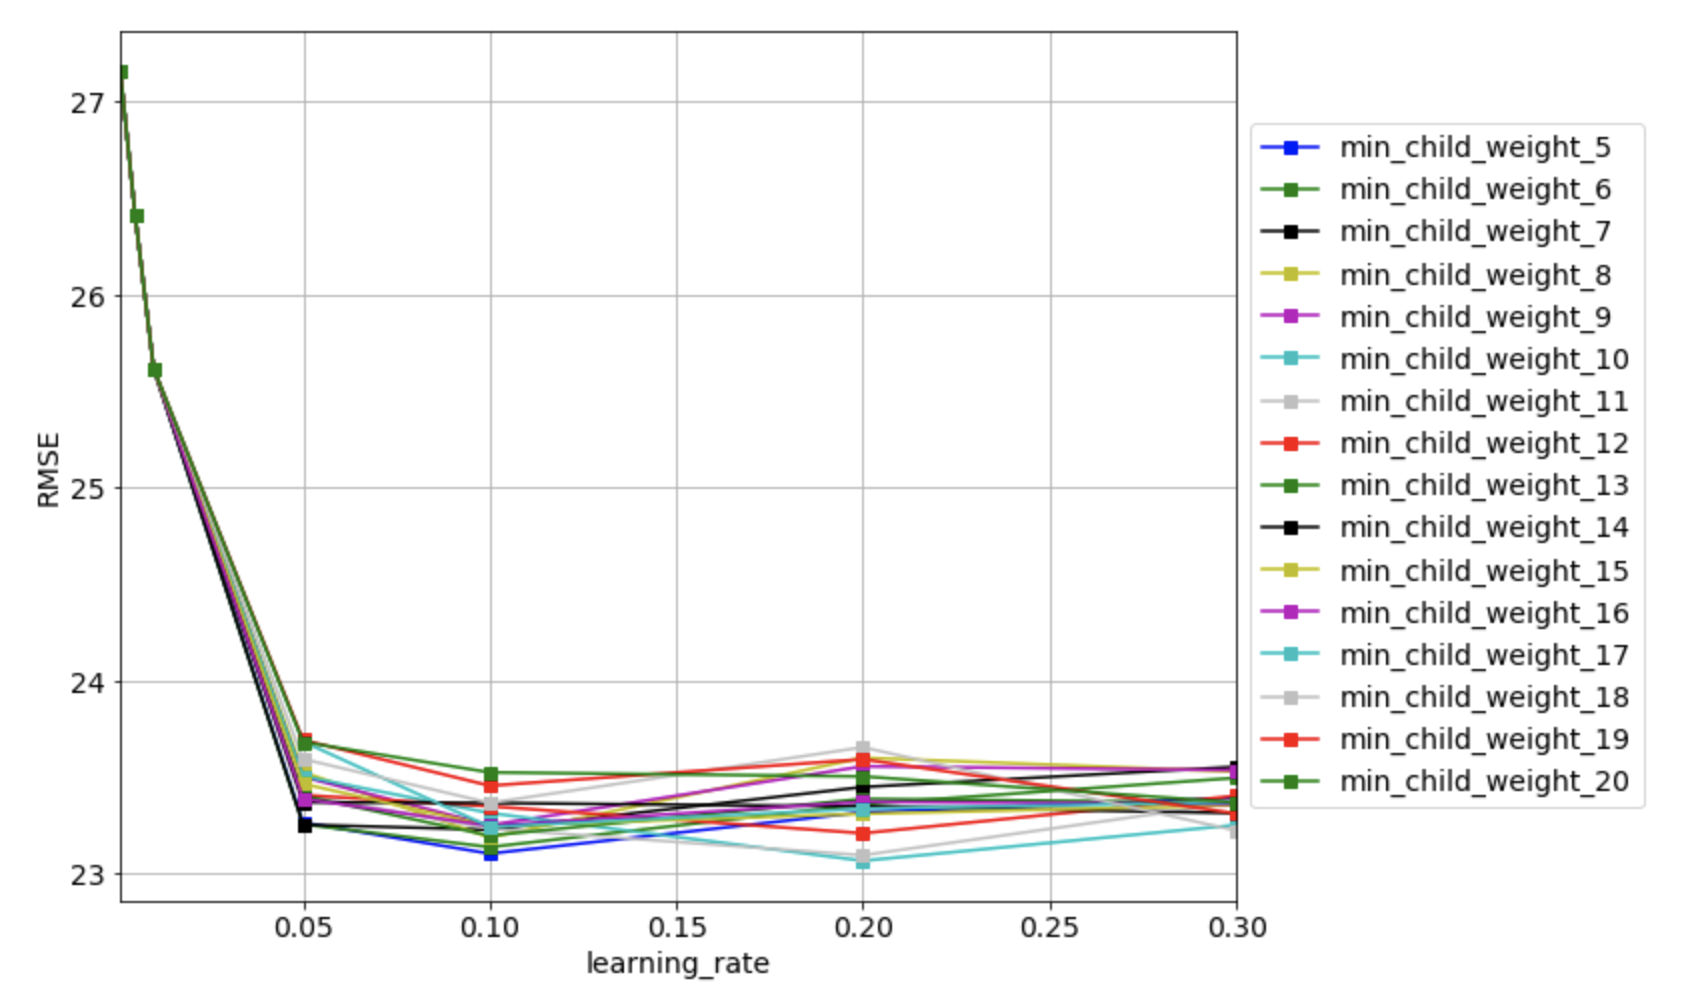 27
26
25
24
23
RMSE
0.05 0.10 0.15 0.20 0.25 0.30
learning_rate
min_child_weight_5
min_child_weight_6
min_child_weight_7
min_child_weight_8
min_child_weight_9
min_child_weight_10
min_child_weight_11
min_child_weight_12
min_child_weight_13
min_child_weight_14
min_child_weight_15
min_child_weight_16
min_child_weight_17
min_child_weight_18
min_child_weight_19
min_child_weight_20